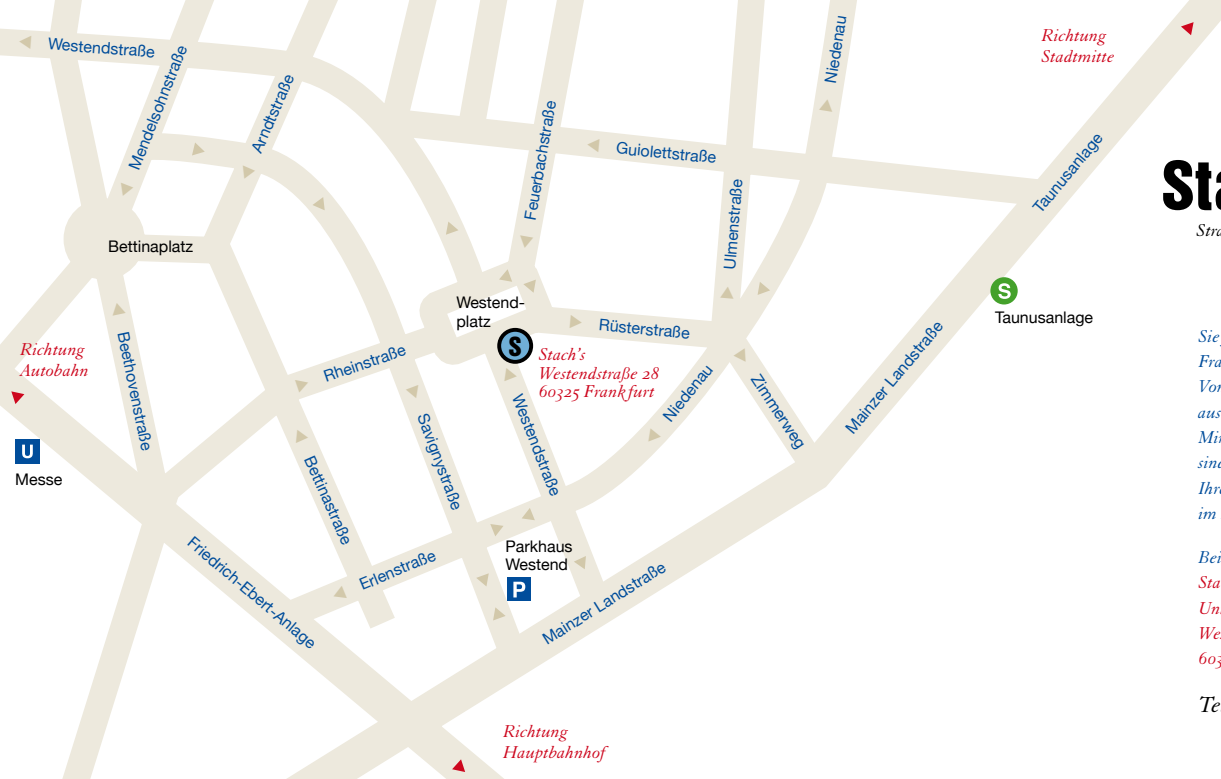 Westendstraße
Mendelsohnstraße
Arndtstraße
Feuerbachstraße
Niedenau
Richtung
Stadtmitte
Guiolettstraße
Taunusanlage
Ulmenstraße
Bettinaplatz
Westend-
platz
S
Stach's
Westendstraße 28
60325 Frankfurt
Rüsterstraße
S
Taunusanlage
Richtung
Autobahn
Beethovenstraße
Rheinstraße
Niedenau
Zimmerweg
Mainzer Landstraße
U
Messe
Savignystraße
Westendstraße
Bettinastraße
Friedrich-Ebert-Anlage
Erlenstraße
Parkhaus
Westend
P
Mainzer Landstraße
Richtung
Hauptbahnhof
im